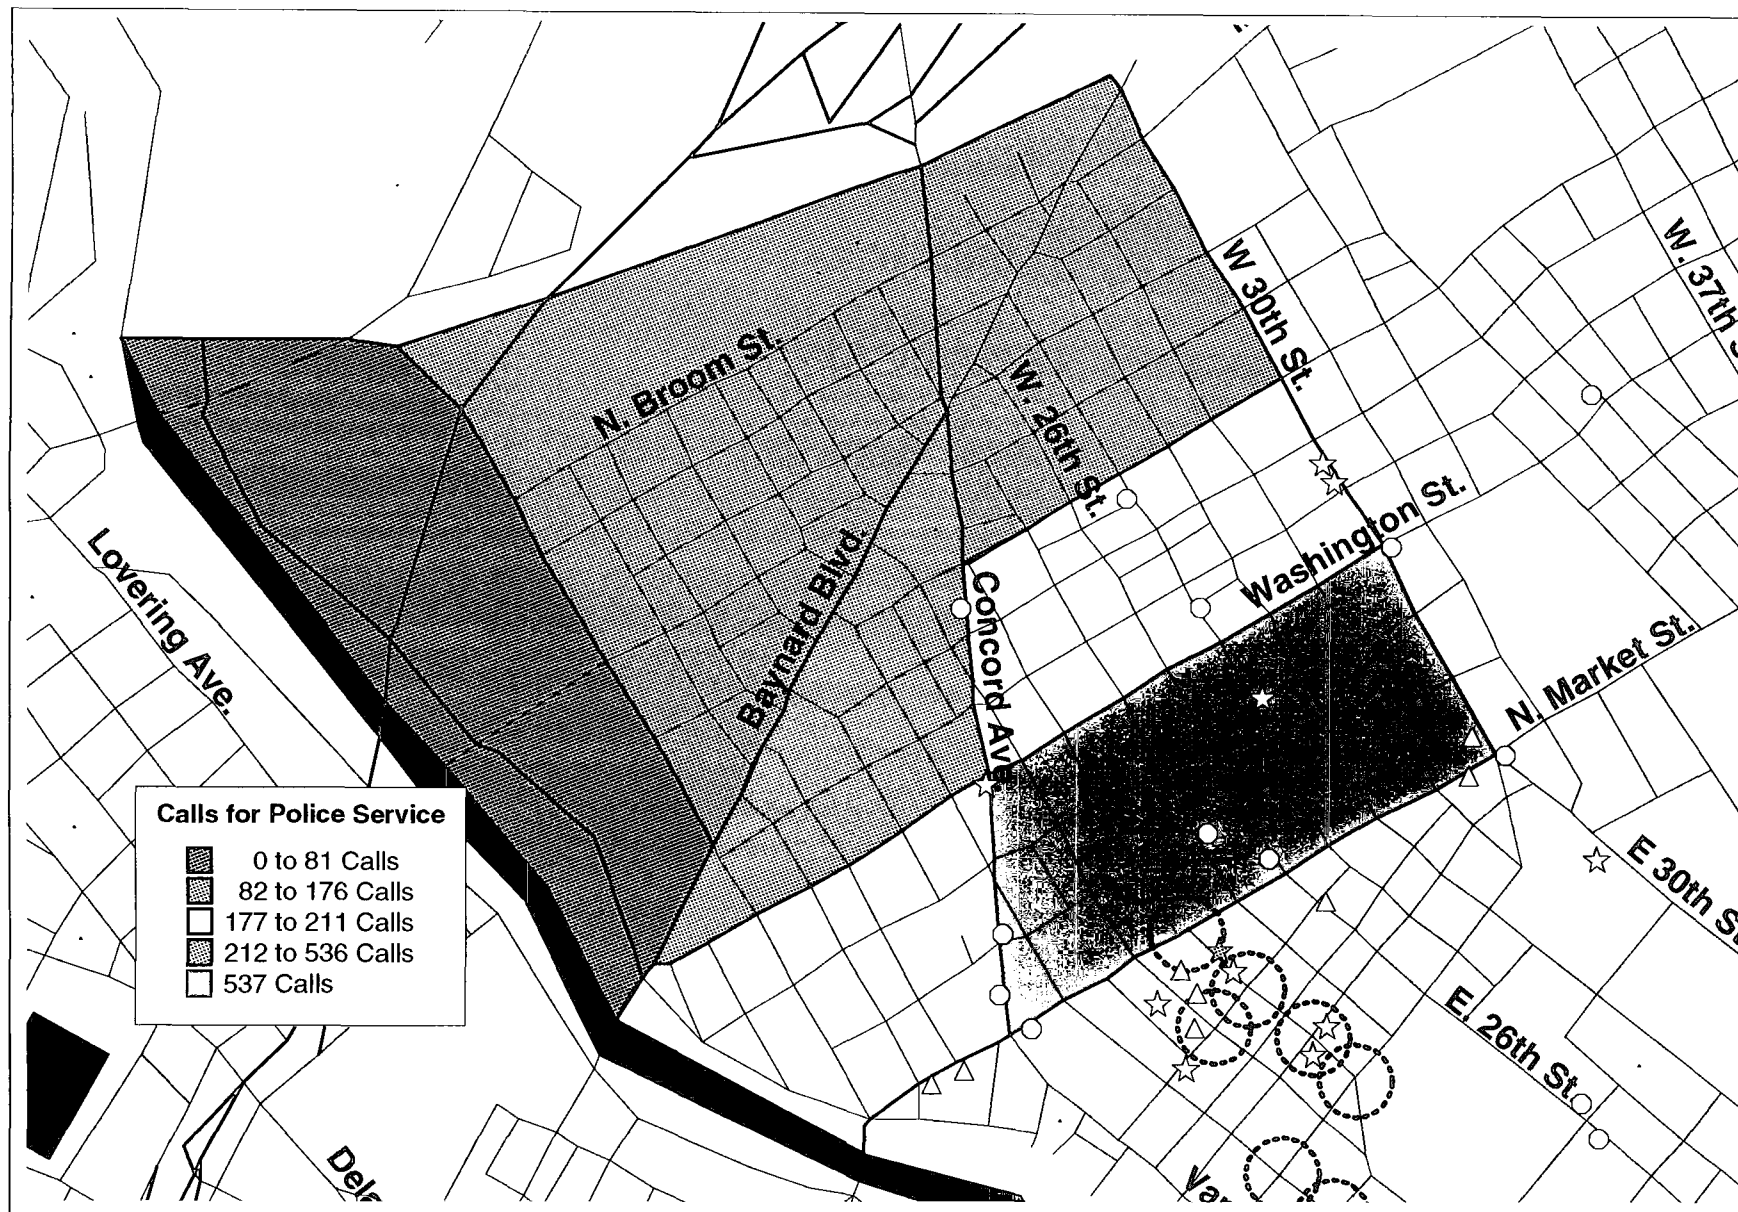 W. 37th
W 30th St.
N. Broom St.
W. 26th St.
Washington St.
Lovering Ave.
Baynard Blvd.
Concord Ave
N. Market St.
E 30th
E. 26th St.
Calls for Police Service
0 to 81 Calls
82 to 176 Calls
177 to 211 Calls
212 to 536 Calls
537 Calls